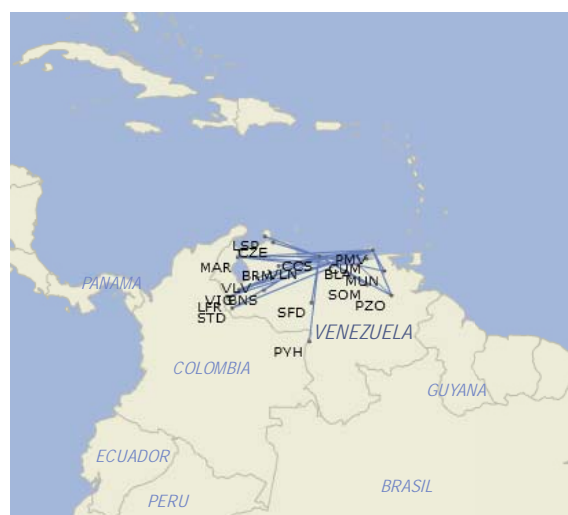 LSP
CZE
MAR
BRM
VLN
CCS
PMV
CUM
BLA
MUN
SOM
PZO
VLV
VIG
BNS
LFR
STD
SFD
PYH
PANAMA
VENEZUELA
COLOMBIA
GUYANA
ECUADOR
PERU
BRASIL